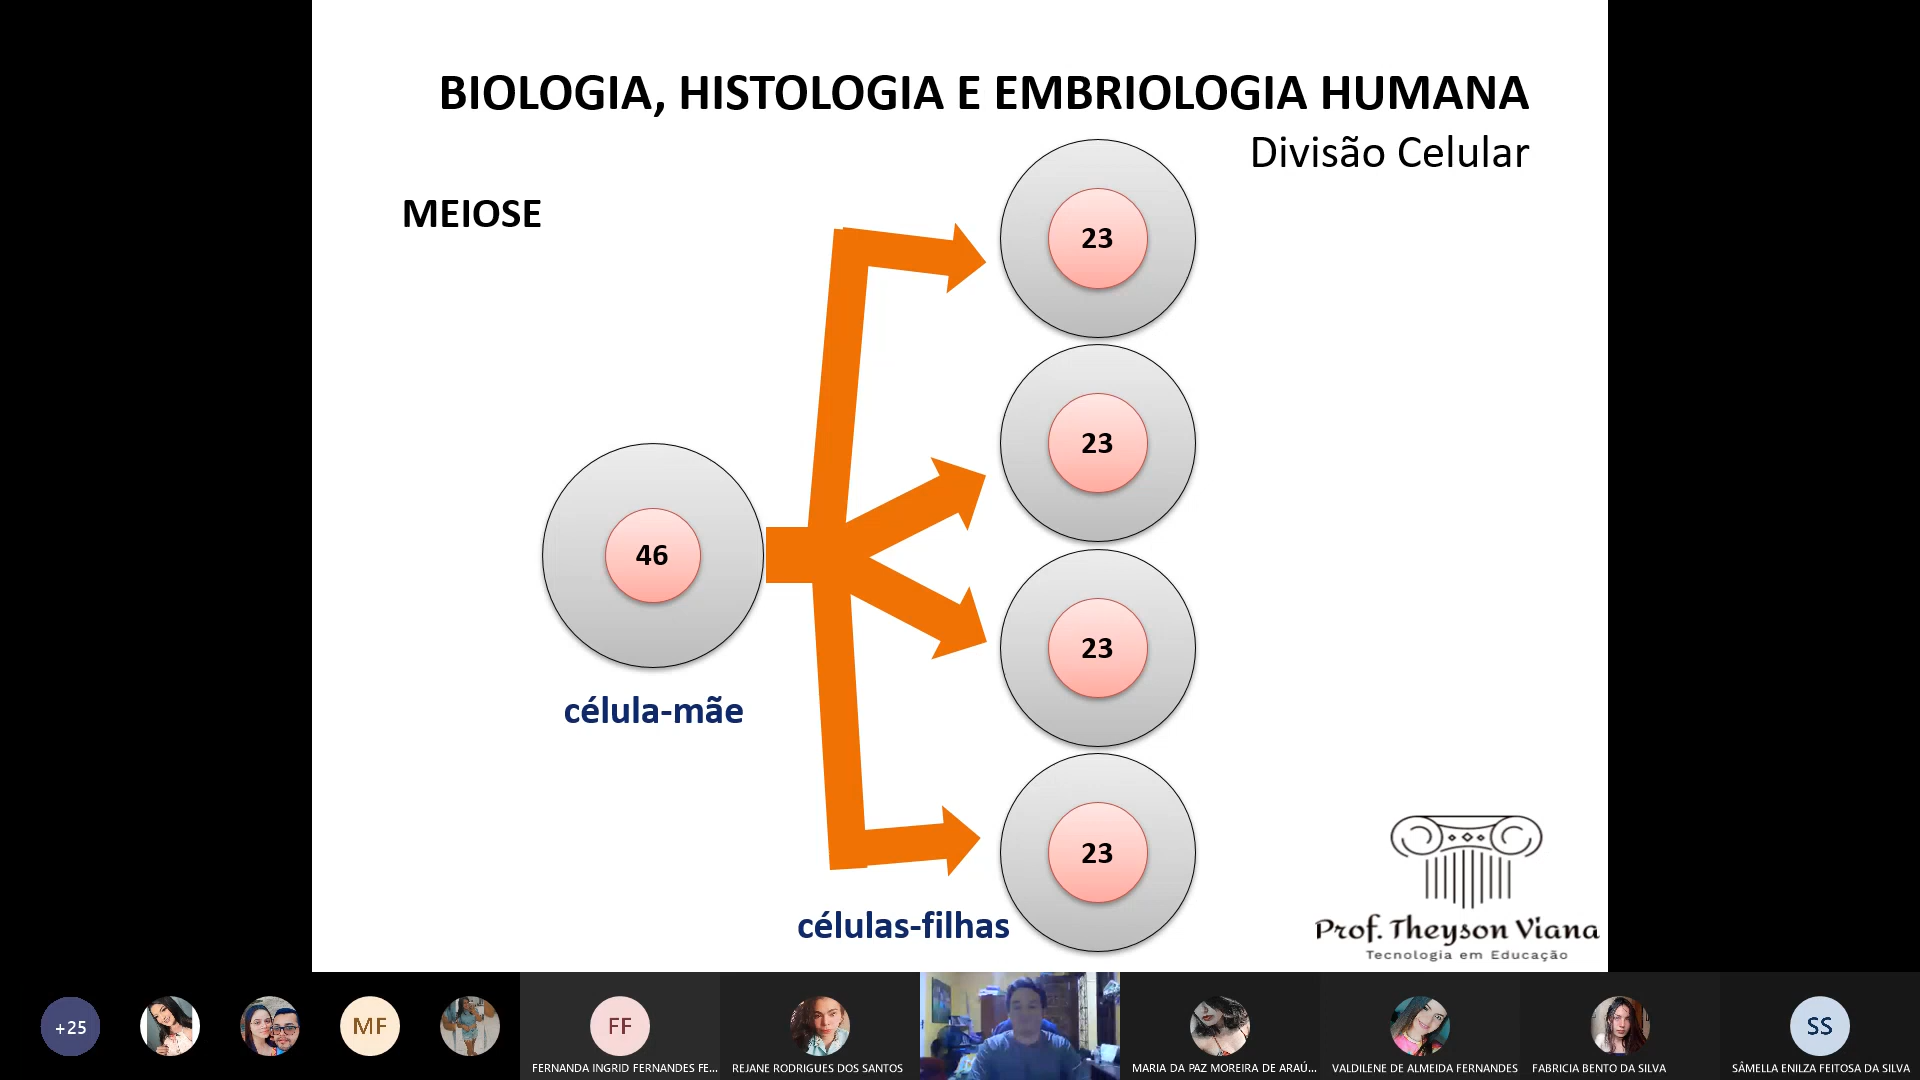 BIOLOGIA, HISTOLOGIA E EMBRIOLOGIA HUMANA
Divisão Celular
MEIOSE
23
23
46
23
célula-mãe
23
células-filhas
Prof. Theyson Viana
Tecnologia em Educação
+25
MF
FF
SS
FERNANDA INGRID FERNANDES FE...
REJANE RODRIGUES DOS SANTOS
MARIA DA PAZ MOREIRA DE ARAÚ...
VALDILENE DE ALMEIDA FERNANDES
FABRICIA BENTO DA SILVA
SÂMELLA ENILZA FEITOSA DA SILVA